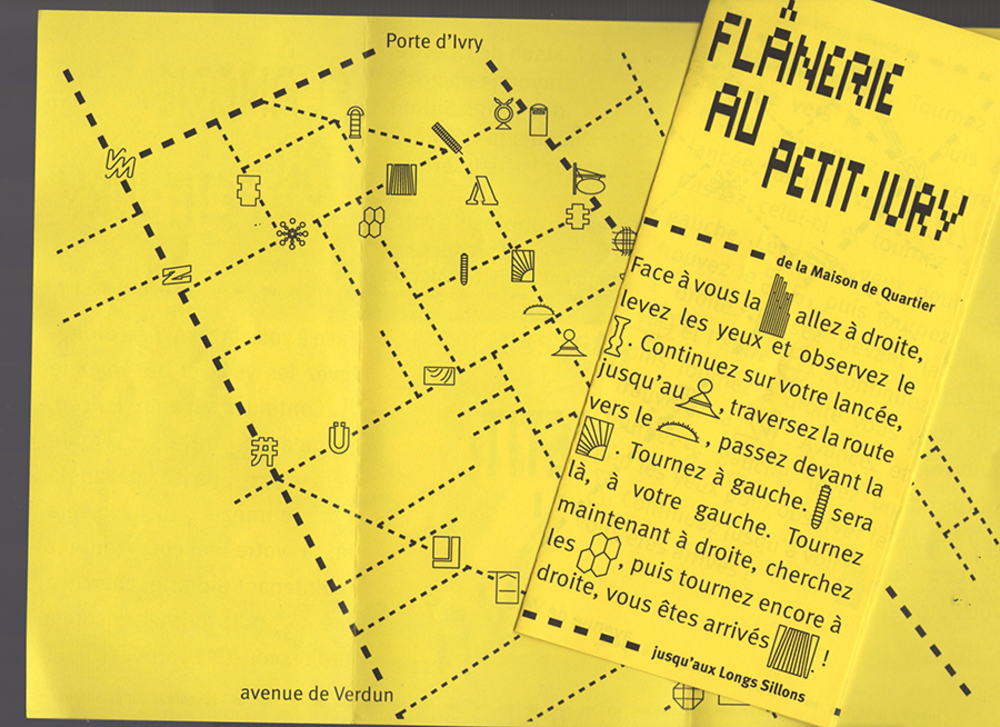 Porte d'Ivry
FLÂNERIE
AU
PETIT-IVRY
de la Maison de Quartier
Face à vous la allez à droite,
levez les yeux et observez le
. Continuez sur votre lancée,
jusqu'au , traversez la route
vers le , passez devant la
. Tournez à gauche. sera
là, à votre gauche. Tournez
maintenant à droite, cherchez
les , puis tournez encore à
droite, vous êtes arrivés !
jusqu'aux Longs Sillons
avenue de Verdun